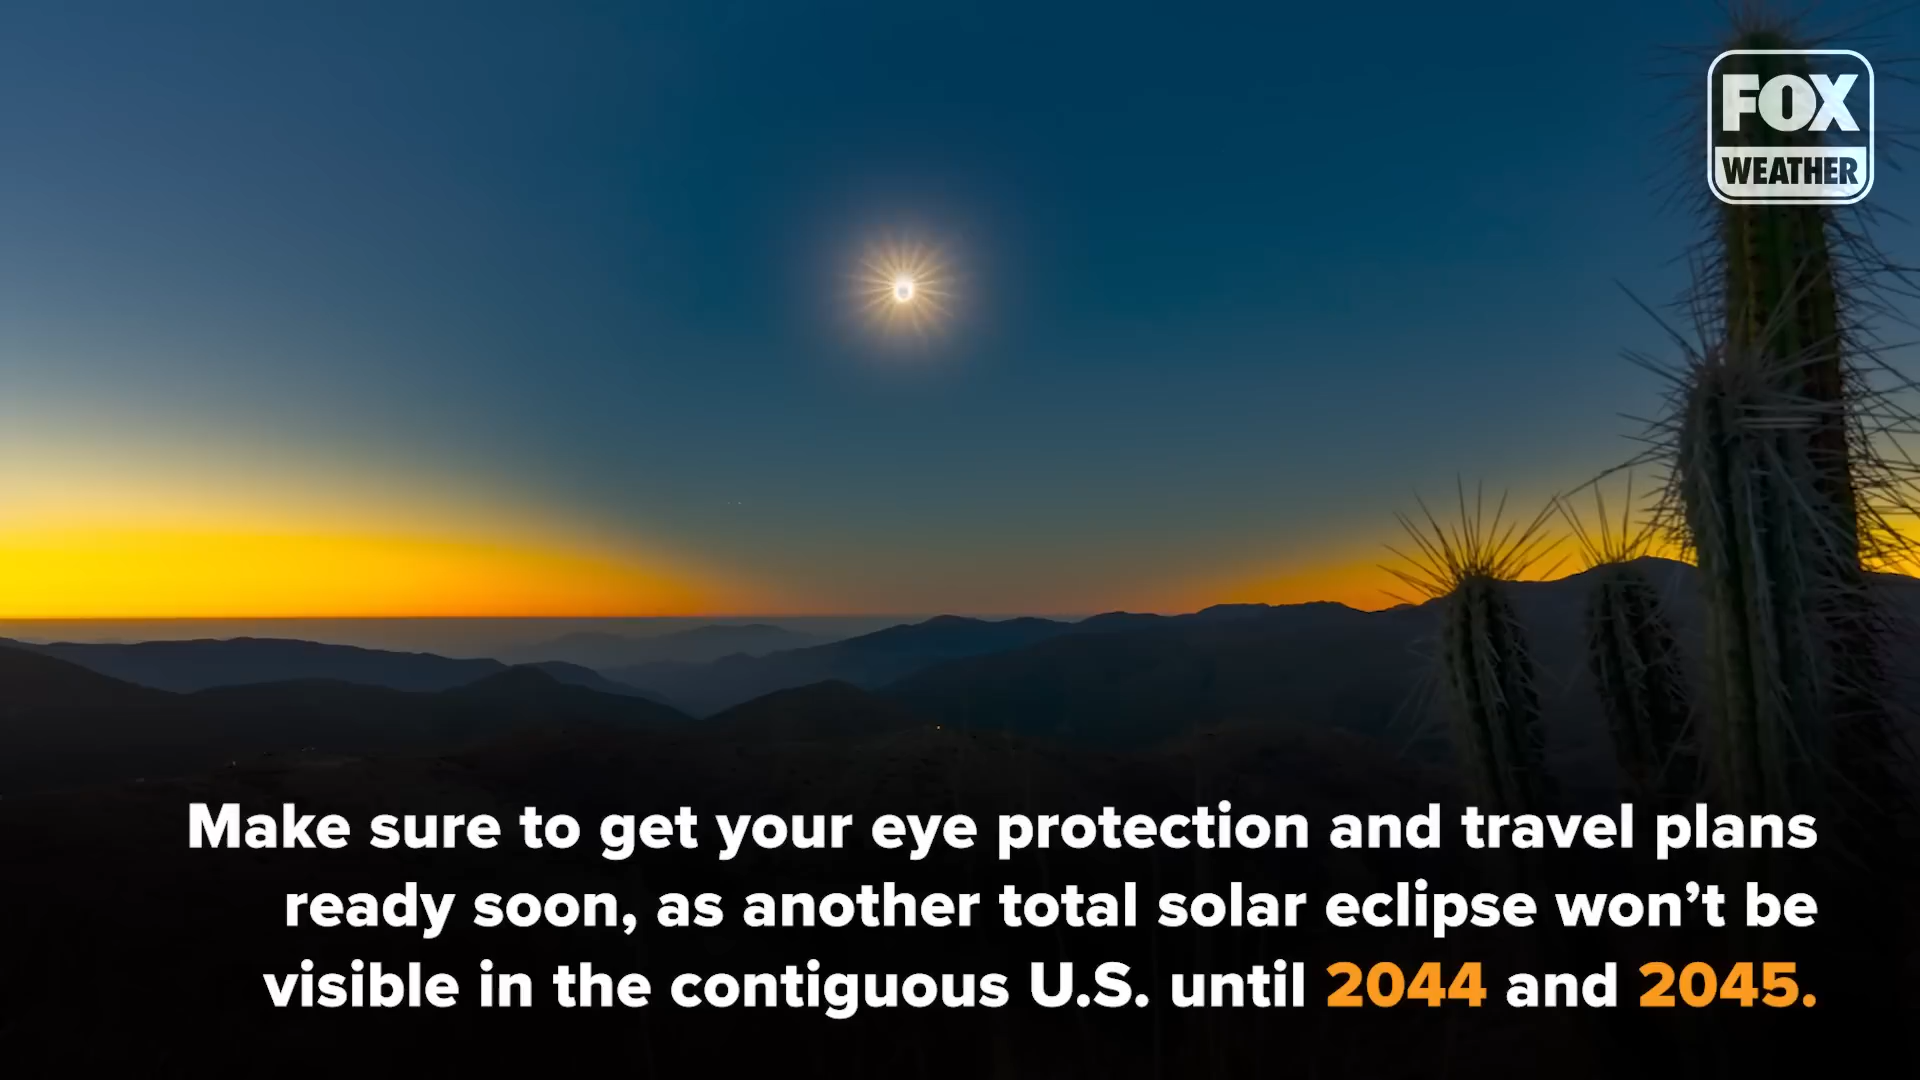 FOX
WEATHER
Make sure to get your eye protection and travel plans
ready soon, as another total solar eclipse won’t be
visible in the contiguous U.S. until 2044 and 2045.